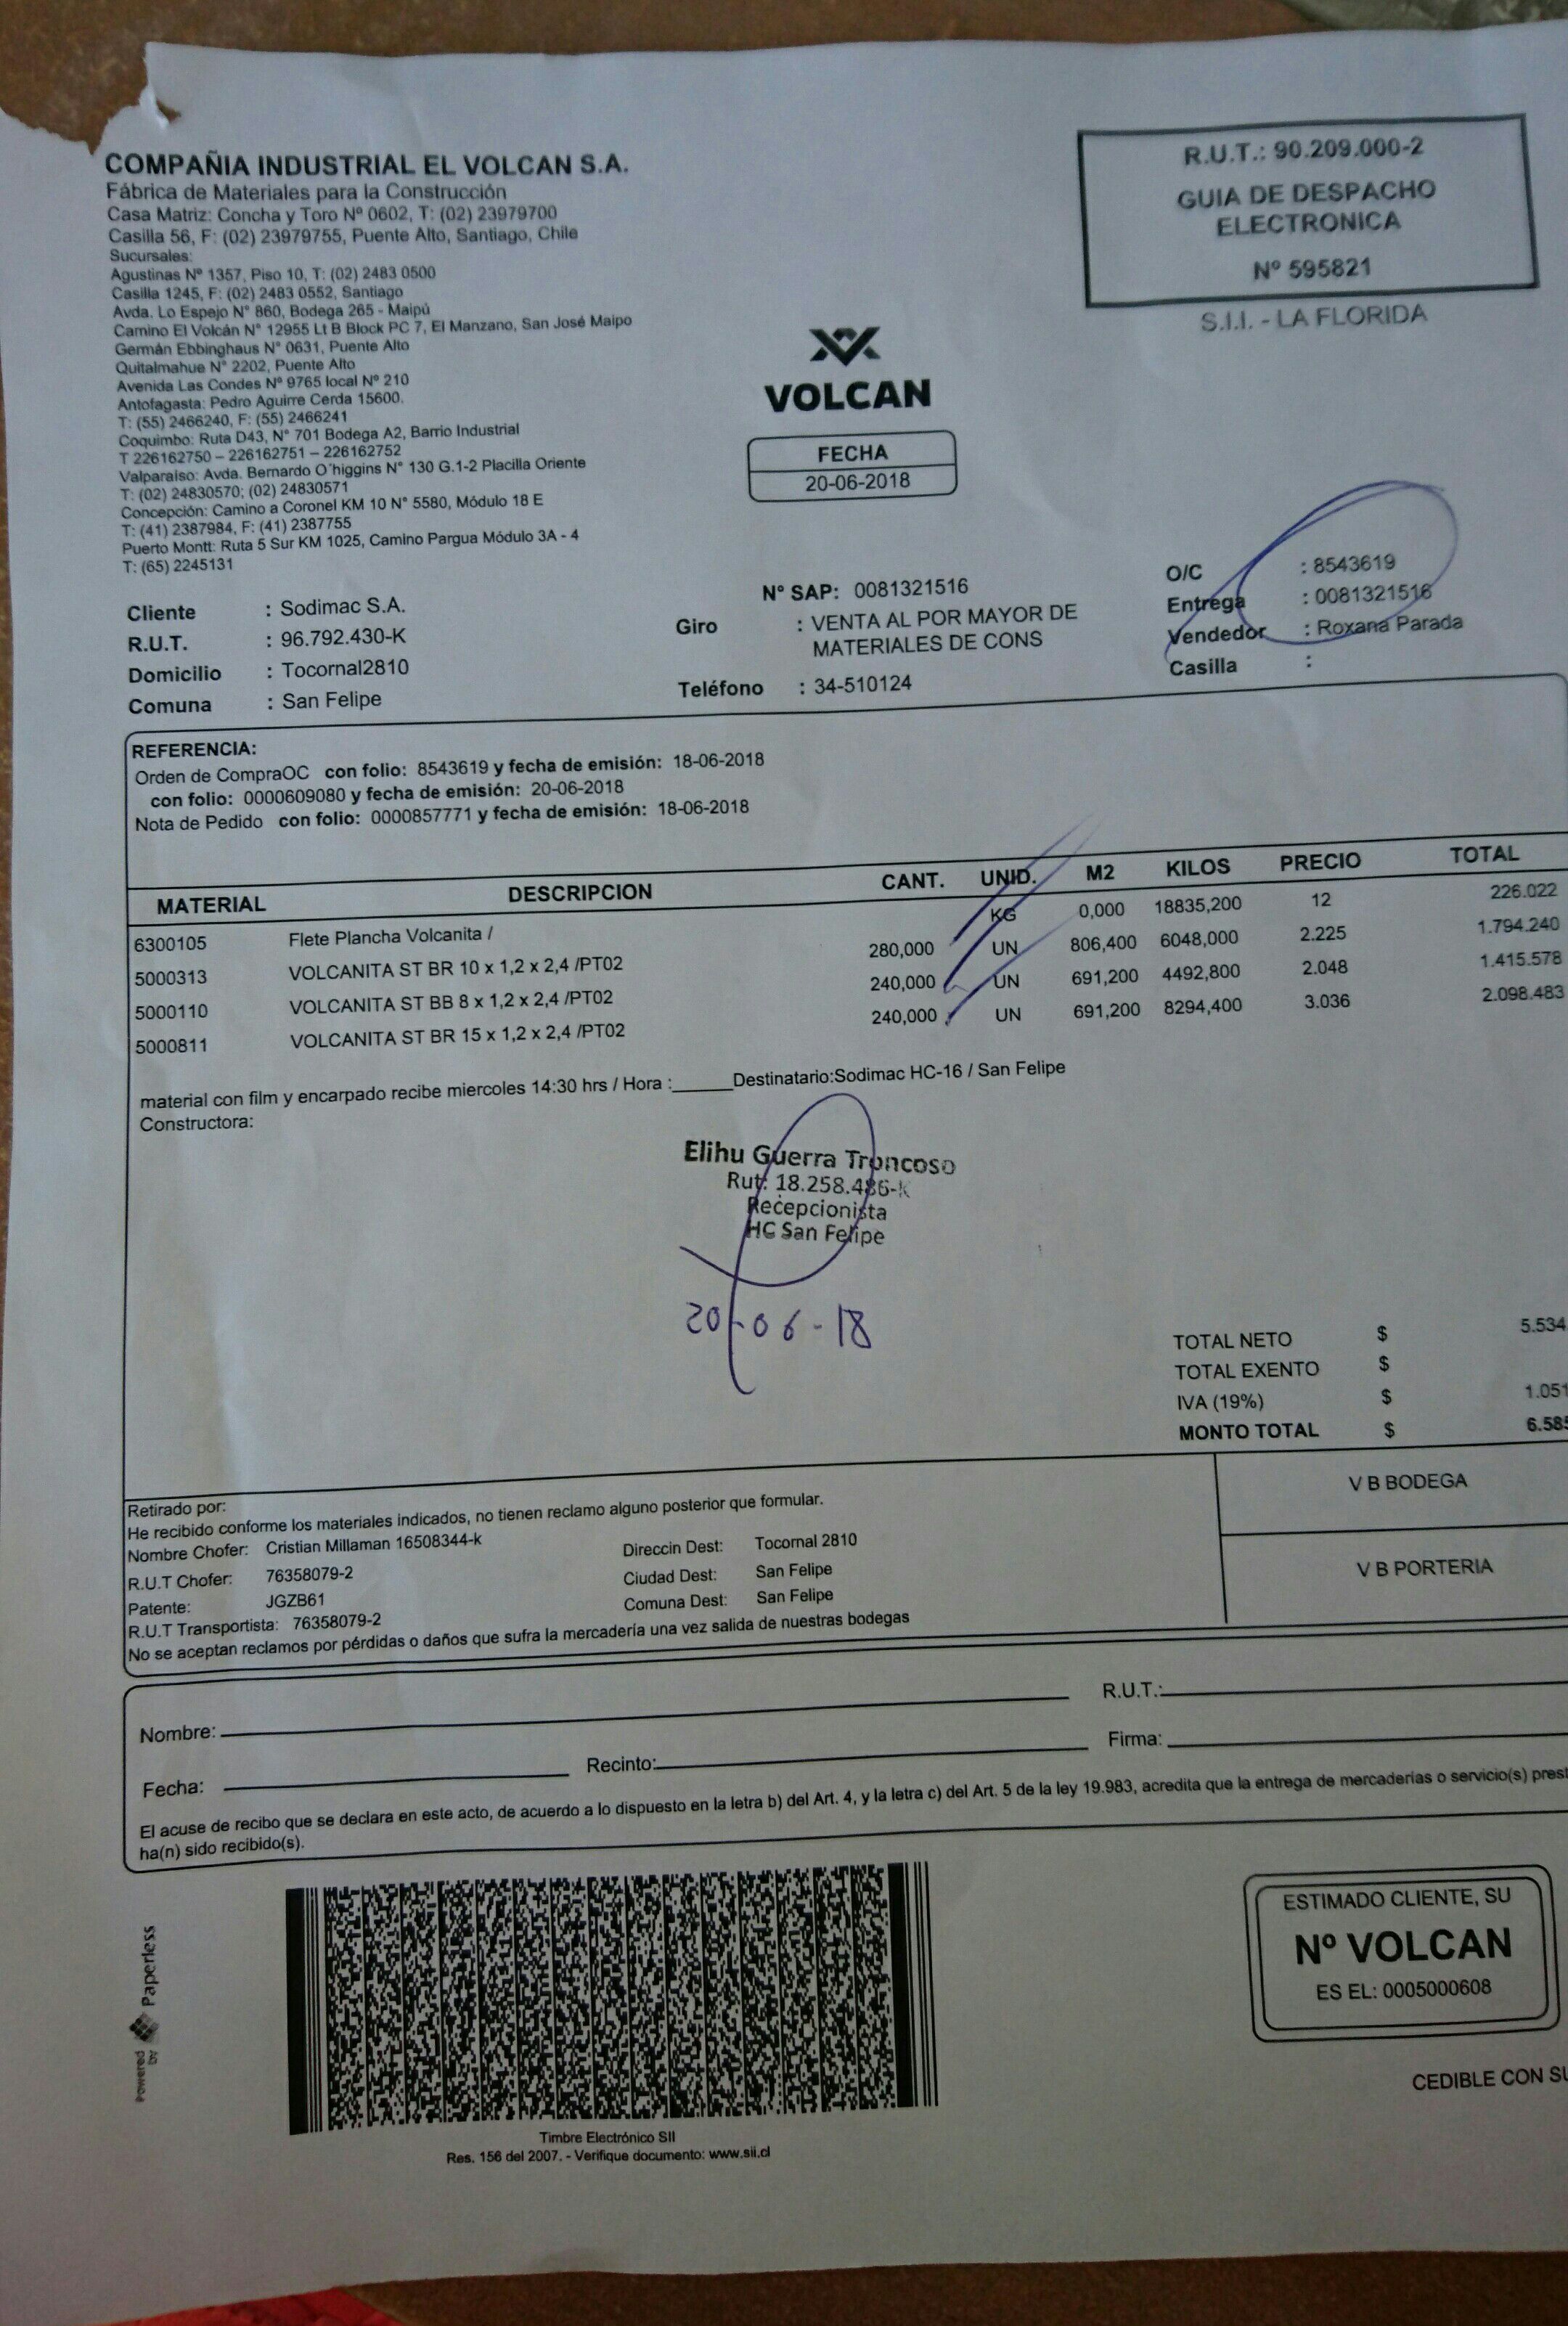 COMPAÑIA INDUSTRIAL EL VOLCAN S.A.
Fábrica de Materiales para la Construcción
Casa Matriz: Concha y Toro Nº 0602, T: (02) 23979700
Casilla 56, F: (02) 23979755, Puente Alto, Santiago, Chile
Sucursales:
Agustinas Nº 1357, Piso 10, T: (02) 2483 0500
Casilla 1245, F: (02) 2483 0552, Santiago
Avda. Lo Espejo N° 860, Bodega 265 - Maipú
Camino El Volcán N° 12955 Lt B Block PC 7, El Manzano, San José Maipo
Germán Ebbinghaus N° 0631, Puente Alto
Quitalmahue N° 2202, Puente Alto
Avenida Las Condes Nº 9765 local Nº 210
Antofagasta: Pedro Aguirre Cerda 15600.
T: (55) 2466240, F: (55) 2466241
Coquimbo: Ruta D43, N° 701 Bodega A2, Barrio Industrial
T 226162750 – 226162751 – 226162752
Valparaiso: Avda. Bernardo O´higgins N° 130 G.1-2 Placilla Oriente
T: (02) 24830570; (02) 24830571
Concepción: Camino a Coronel KM 10 N° 5580, Módulo 18 E
T: (41) 2387984, F: (41) 2387755
Puerto Montt: Ruta 5 Sur KM 1025, Camino Pargua Módulo 3A - 4
T: (65) 2245131
R.U.T.: 90.209.000-2
GUIA DE DESPACHO
ELECTRONICA
Nº 595821
S.I.I. - LA FLORIDA
VOLCAN
FECHA
20-06-2018
Cliente : Sodimac S.A.
R.U.T. : 96.792.430-K
Domicilio : Tocornal2810
Comuna : San Felipe
Nº SAP: 0081321516
Giro : VENTA AL POR MAYOR DE
MATERIALES DE CONS
Teléfono : 34-510124
O/C : 8543619
Entrega : 0081321516
Vendedor : Roxana Parada
Casilla :
REFERENCIA:
Orden de CompraOC con folio: 8543619 y fecha de emisión: 18-06-2018
con folio: 0000609080 y fecha de emisión: 20-06-2018
Nota de Pedido con folio: 0000857771 y fecha de emisión: 18-06-2018
MATERIAL DESCRIPCION CANT. UNID. M2 KILOS PRECIO TOTAL
6300105 Flete Plancha Volcanita / KG 0,000 18835,200 12 226.022
5000313 VOLCANITA ST BR 10 x 1,2 x 2,4 /PT02 280,000 UN 806,400 6048,000 2.225 1.794.240
5000110 VOLCANITA ST BB 8 x 1,2 x 2,4 /PT02 240,000 UN 691,200 4492,800 2.048 1.415.578
5000811 VOLCANITA ST BR 15 x 1,2 x 2,4 /PT02 240,000 UN 691,200 8294,400 3.036 2.098.483
material con film y encarpado recibe miercoles 14:30 hrs / Hora :______Destinatario:Sodimac HC-16 / San Felipe
Constructora:
Elihu Guerra Troncoso
Rut: 18.258.486-k
Recepcionista
HC San Felipe
20-06-18
TOTAL NETO $ 5.534
TOTAL EXENTO $
IVA (19%) $ 1.051
MONTO TOTAL $ 6.585
Retirado por:
He recibido conforme los materiales indicados, no tienen reclamo alguno posterior que formular.
Nombre Chofer: Cristian Millaman 16508344-k Direccin Dest: Tocornal 2810
R.U.T Chofer: 76358079-2 Ciudad Dest: San Felipe
Patente: JGZB61 Comuna Dest: San Felipe
R.U.T Transportista: 76358079-2
No se aceptan reclamos por pérdidas o daños que sufra la mercadería una vez salida de nuestras bodegas
V B BODEGA
V B PORTERIA
Nombre: R.U.T.:
Fecha: Recinto: Firma:
El acuse de recibo que se declara en este acto, de acuerdo a lo dispuesto en la letra b) del Art. 4, y la letra c) del Art. 5 de la ley 19.983, acredita que la entrega de mercaderías o servicio(s) prest
ha(n) sido recibido(s).
powered by Paperless
Timbre Electrónico SII
Res. 156 del 2007. - Verifique documento: www.sii.cl
ESTIMADO CLIENTE, SU
Nº VOLCAN
ES EL: 0005000608
CEDIBLE CON SU